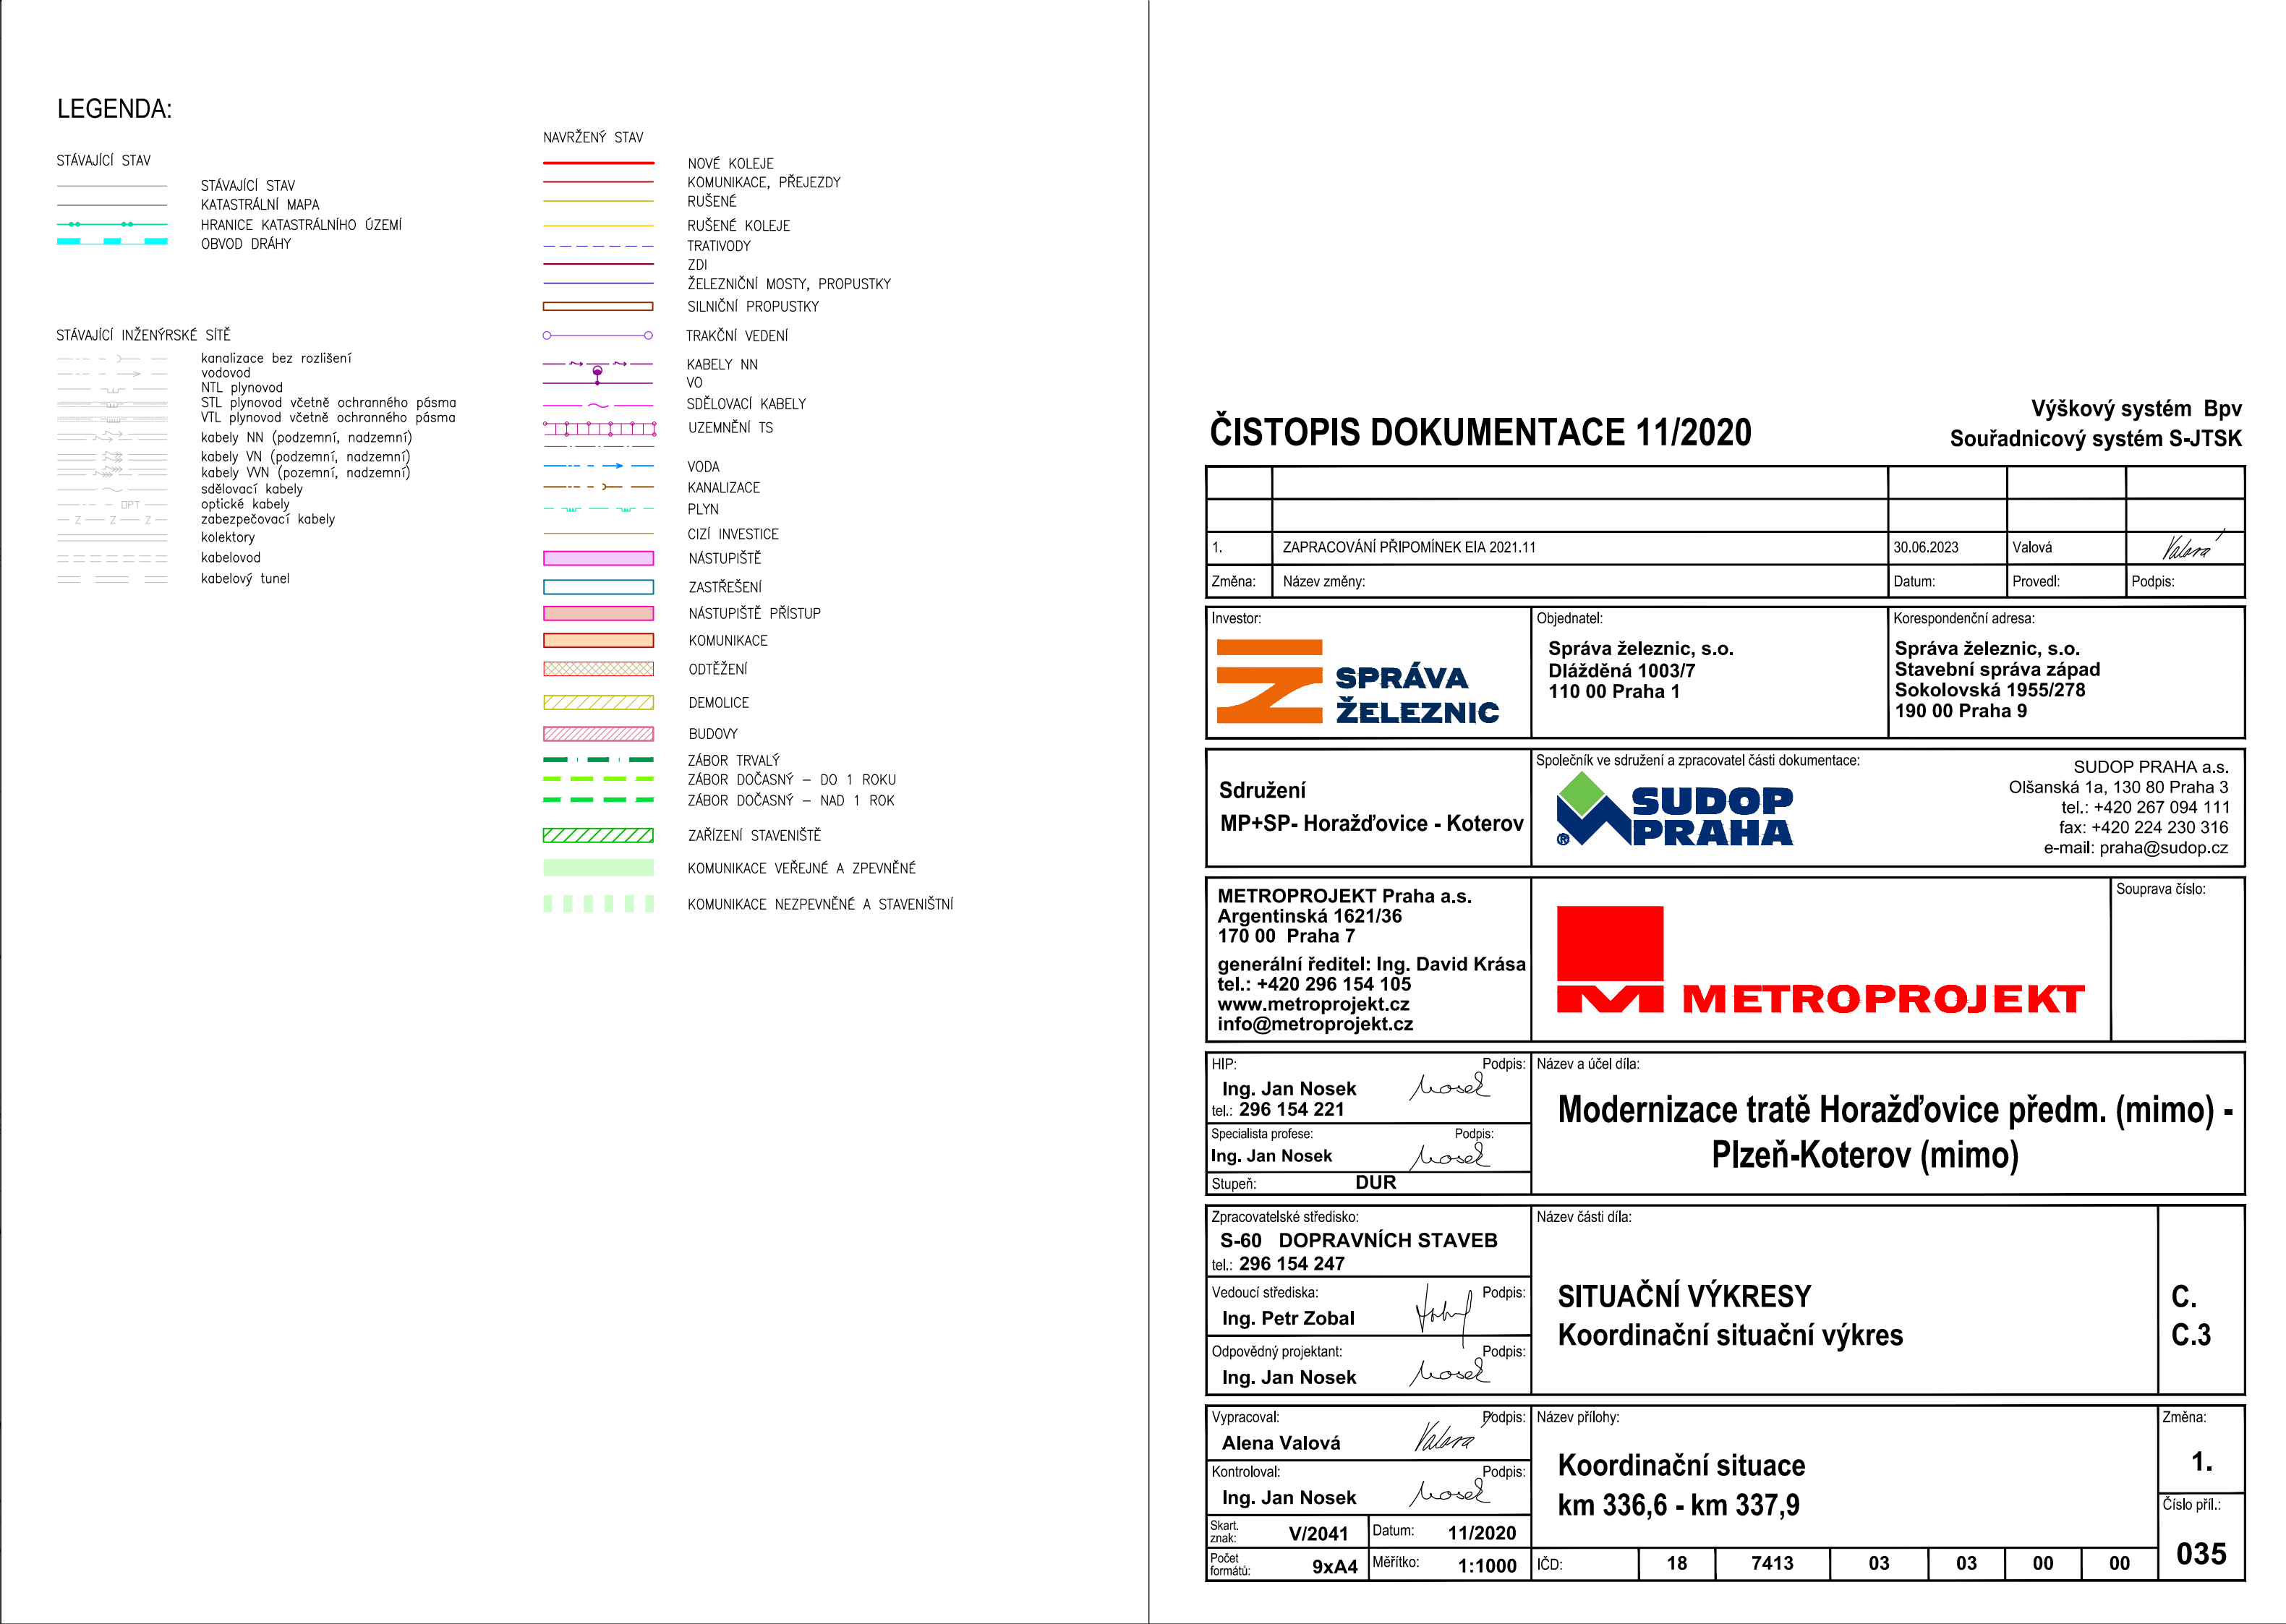 LEGENDA:
STÁVAJÍCÍ STAV
STÁVAJÍCÍ STAV
KATASTRÁLNÍ MAPA
HRANICE KATASTRÁLNÍHO ÚZEMÍ
OBVOD DRÁHY
STÁVAJÍCÍ INŽENÝRSKÉ SÍTĚ
kanalizace bez rozlišení
vodovod
NTL plynovod
STL plynovod včetně ochranného pásma
VTL plynovod včetně ochranného pásma
kabely NN (podzemní, nadzemní)
kabely VN (podzemní, nadzemní)
kabely VVN (pozemní, nadzemní)
sdělovací kabely
OPT optické kabely
Z Z Z zabezpečovací kabely
kolektory
kabelovod
kabelový tunel
NAVRŽENÝ STAV
NOVÉ KOLEJE
KOMUNIKACE, PŘEJEZDY
RUŠENÉ
RUŠENÉ KOLEJE
TRATIVODY
ZDI
ŽELEZNIČNÍ MOSTY, PROPUSTKY
SILNIČNÍ PROPUSTKY
TRAKČNÍ VEDENÍ
KABELY NN
VO
SDĚLOVACÍ KABELY
UZEMNĚNÍ TS
VODA
KANALIZACE
PLYN
CIZÍ INVESTICE
NÁSTUPIŠTĚ
ZASTŘEŠENÍ
NÁSTUPIŠTĚ PŘÍSTUP
KOMUNIKACE
ODTĚŽENÍ
DEMOLICE
BUDOVY
ZÁBOR TRVALÝ
ZÁBOR DOČASNÝ – DO 1 ROKU
ZÁBOR DOČASNÝ – NAD 1 ROK
ZAŘÍZENÍ STAVENIŠTĚ
KOMUNIKACE VEŘEJNÉ A ZPEVNĚNÉ
KOMUNIKACE NEZPEVNĚNÉ A STAVENIŠTNÍ
ČISTOPIS DOKUMENTACE 11/2020
Výškový systém Bpv
Souřadnicový systém S-JTSK
1. ZAPRACOVÁNÍ PŘIPOMÍNEK EIA 2021.11 30.06.2023 Valová Valová
Změna: Název změny: Datum: Provedl: Podpis:
Investor:
SPRÁVA
ŽELEZNIC
Objednatel:
Správa železnic, s.o.
Dlážděná 1003/7
110 00 Praha 1
Korespondenční adresa:
Správa železnic, s.o.
Stavební správa západ
Sokolovská 1955/278
190 00 Praha 9
Sdružení
MP+SP- Horažďovice - Koterov
Společník ve sdružení a zpracovatel části dokumentace:
SUDOP
PRAHA
®
SUDOP PRAHA a.s.
Olšanská 1a, 130 80 Praha 3
tel.: +420 267 094 111
fax: +420 224 230 316
e-mail: praha@sudop.cz
METROPROJEKT Praha a.s.
Argentinská 1621/36
170 00 Praha 7
generální ředitel: Ing. David Krása
tel.: +420 296 154 105
www.metroprojekt.cz
info@metroprojekt.cz
METROPROJEKT
Souprava číslo:
HIP: Podpis:
Ing. Jan Nosek Nosek
tel.: 296 154 221
Specialista profese: Podpis:
Ing. Jan Nosek Nosek
Stupeň: DUR
Název a účel díla:
Modernizace tratě Horažďovice předm. (mimo) -
Plzeň-Koterov (mimo)
Zpracovatelské středisko:
S-60 DOPRAVNÍCH STAVEB
tel.: 296 154 247
Vedoucí střediska: Podpis:
Ing. Petr Zobal
Odpovědný projektant: Podpis:
Ing. Jan Nosek Nosek
Název části díla:
SITUAČNÍ VÝKRESY C.
Koordinační situační výkres C.3
Vypracoval: Podpis:
Alena Valová Valová
Kontroloval: Podpis:
Ing. Jan Nosek Nosek
Skart.
znak: V/2041 Datum: 11/2020
Počet
formátů: 9xA4 Měřítko: 1:1000
Název přílohy:
Koordinační situace
km 336,6 - km 337,9
IČD: 18 7413 03 03 00 00
Změna:
1.
Číslo příl.:
035